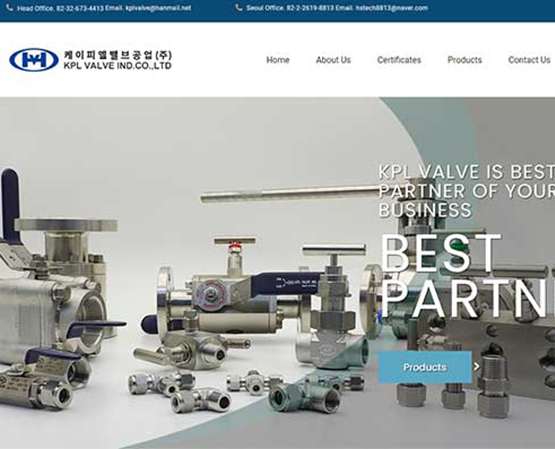 Head Office. 82-32-673-4413 Email. kplvalve@hanmail.net
Seoul Office. 82-2-2619-8813 Email. hstech8813@naver.com
케이피엘밸브공업(주)
KPL VALVE IND.CO.,LTD
Home
About Us
Certificates
Products
Contact Us
KPL VALVE IS BEST
PARTNER OF YOUR
BUSINESS
BEST
PARTN
Products